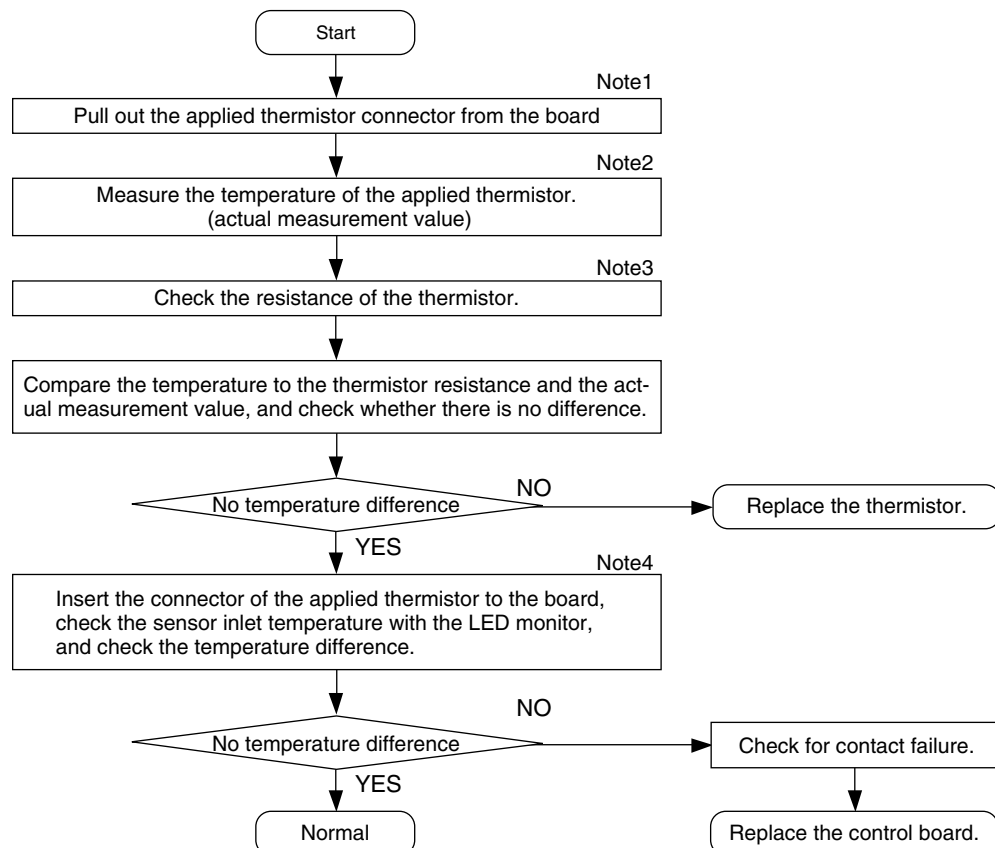 Start
Note1
Pull out the applied thermistor connector from the board
Note2
Measure the temperature of the applied thermistor.
(actual measurement value)
Note3
Check the resistance of the thermistor.
Compare the temperature to the thermistor resistance and the act-
ual measurement value, and check whether there is no difference.
No temperature difference
NO
Replace the thermistor.
YES
Note4
Insert the connector of the applied thermistor to the board,
check the sensor inlet temperature with the LED monitor,
and check the temperature difference.
No temperature difference
NO
Check for contact failure.
YES
Normal
Replace the control board.